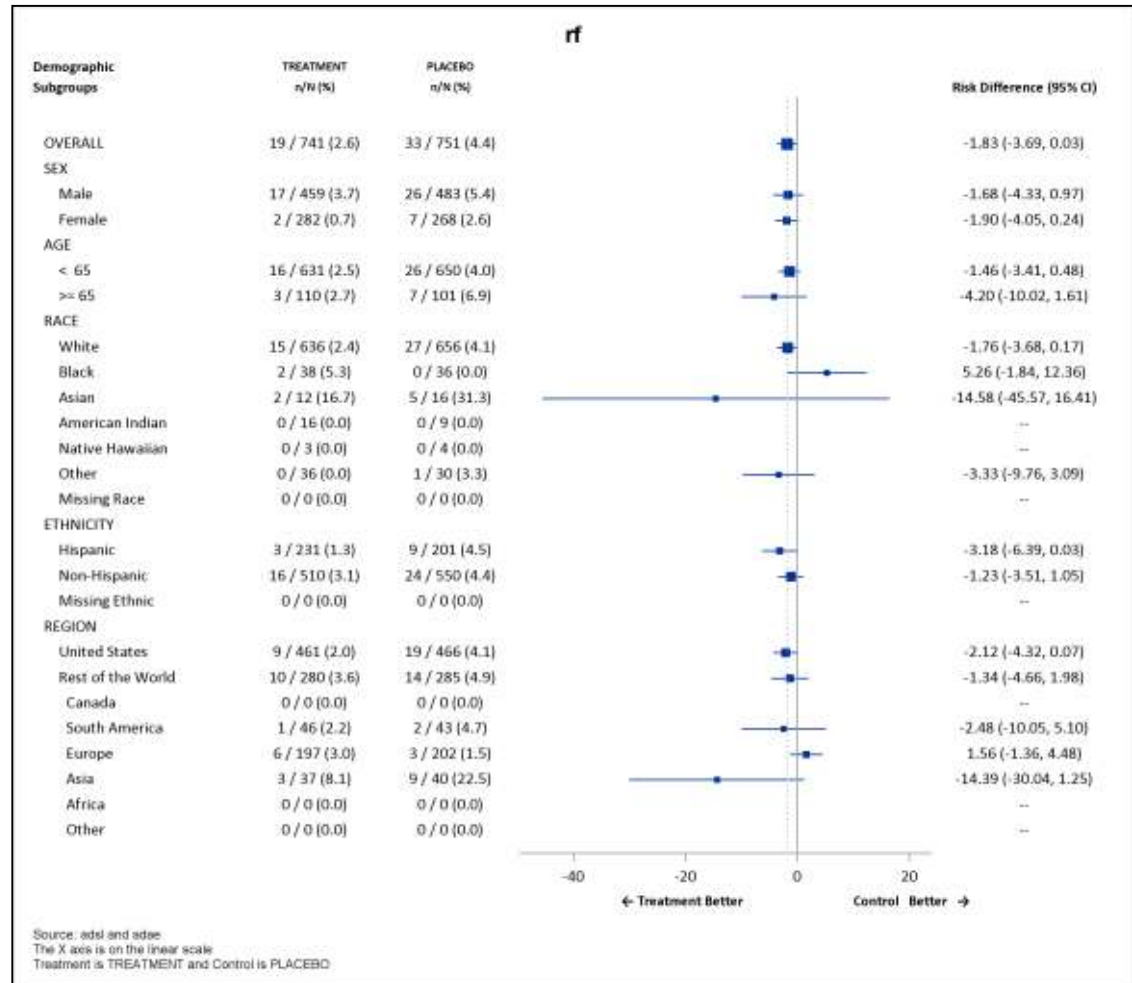 rf
Demographic Subgroups TREATMENT n/N (%) PLACEBO n/N (%) Risk Difference (95% CI)
OVERALL 19 / 741 (2.6) 33 / 751 (4.4) -1.83 (-3.69, 0.03)
SEX
Male 17 / 459 (3.7) 26 / 483 (5.4) -1.68 (-4.33, 0.97)
Female 2 / 282 (0.7) 7 / 268 (2.6) -1.90 (-4.05, 0.24)
AGE
< 65 16 / 631 (2.5) 26 / 650 (4.0) -1.46 (-3.41, 0.48)
>= 65 3 / 110 (2.7) 7 / 101 (6.9) -4.20 (-10.02, 1.61)
RACE
White 15 / 636 (2.4) 27 / 656 (4.1) -1.76 (-3.68, 0.17)
Black 2 / 38 (5.3) 0 / 36 (0.0) 5.26 (-1.84, 12.36)
Asian 2 / 12 (16.7) 5 / 16 (31.3) -14.58 (-45.57, 16.41)
American Indian 0 / 16 (0.0) 0 / 9 (0.0) --
Native Hawaiian 0 / 3 (0.0) 0 / 4 (0.0) --
Other 0 / 36 (0.0) 1 / 30 (3.3) -3.33 (-9.76, 3.09)
Missing Race 0 / 0 (0.0) 0 / 0 (0.0) --
ETHNICITY
Hispanic 3 / 231 (1.3) 9 / 201 (4.5) -3.18 (-6.39, 0.03)
Non-Hispanic 16 / 510 (3.1) 24 / 550 (4.4) -1.23 (-3.51, 1.05)
Missing Ethnic 0 / 0 (0.0) 0 / 0 (0.0) --
REGION
United States 9 / 461 (2.0) 19 / 466 (4.1) -2.12 (-4.32, 0.07)
Rest of the World 10 / 280 (3.6) 14 / 285 (4.9) -1.34 (-4.66, 1.98)
Canada 0 / 0 (0.0) 0 / 0 (0.0) --
South America 1 / 46 (2.2) 2 / 43 (4.7) -2.48 (-10.05, 5.10)
Europe 6 / 197 (3.0) 3 / 202 (1.5) 1.56 (-1.36, 4.48)
Asia 3 / 37 (8.1) 9 / 40 (22.5) -14.39 (-30.04, 1.25)
Africa 0 / 0 (0.0) 0 / 0 (0.0) --
Other 0 / 0 (0.0) 0 / 0 (0.0) --
-40 -20 0 20
← Treatment Better Control Better →
Source: adsl and adae
The X axis is on the linear scale
Treatment is TREATMENT and Control is PLACEBO